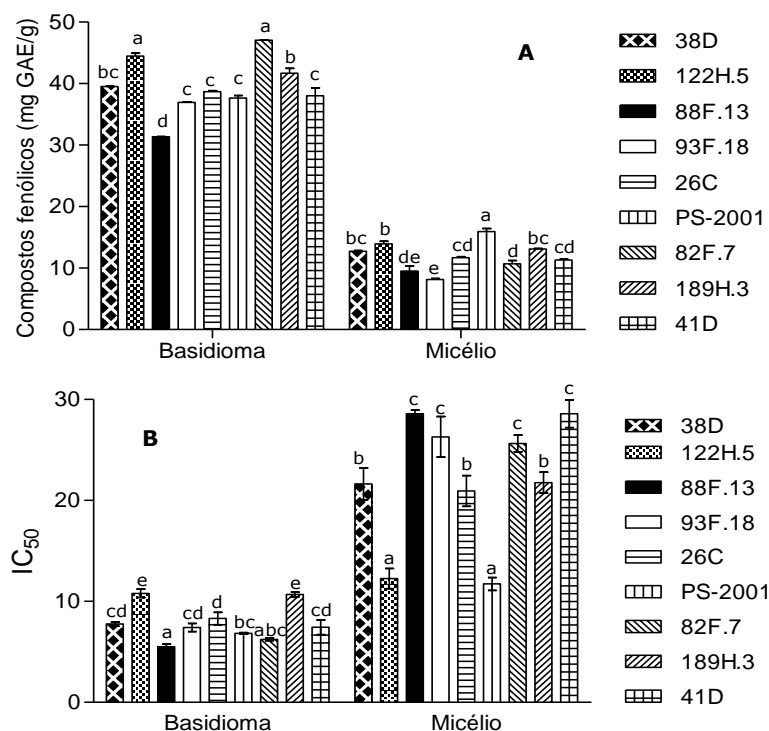 Compostos fenólicos (mg GAE/g)
50
40
30
20
10
0
A
bc a d c c c a b c
bc b de e cd a d bc cd
Basidioma Micélio
38D
122H.5
88F.13
93F.18
26C
PS-2001
82F.7
189H.3
41D
IC50
30
20
10
0
B
cd e a cd d bc abc e cd
b a c c b a c b c
Basidioma Micélio
38D
122H.5
88F.13
93F.18
26C
PS-2001
82F.7
189H.3
41D